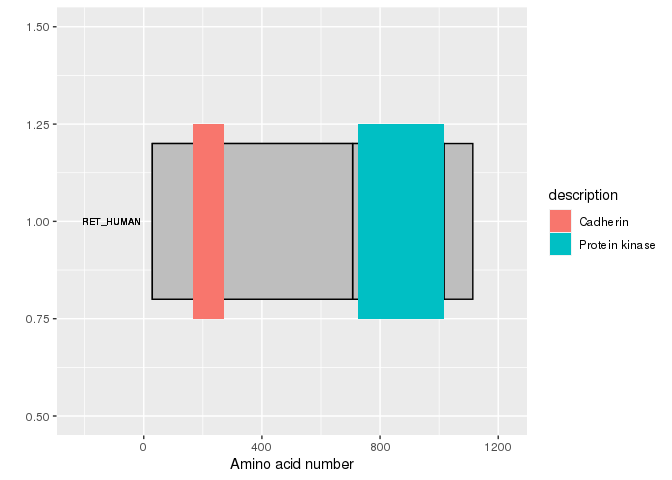 1.50
1.25
1.00
0.75
0.50
RET_HUMAN
0
400
800
1200
Amino acid number
description
Cadherin
Protein kinase